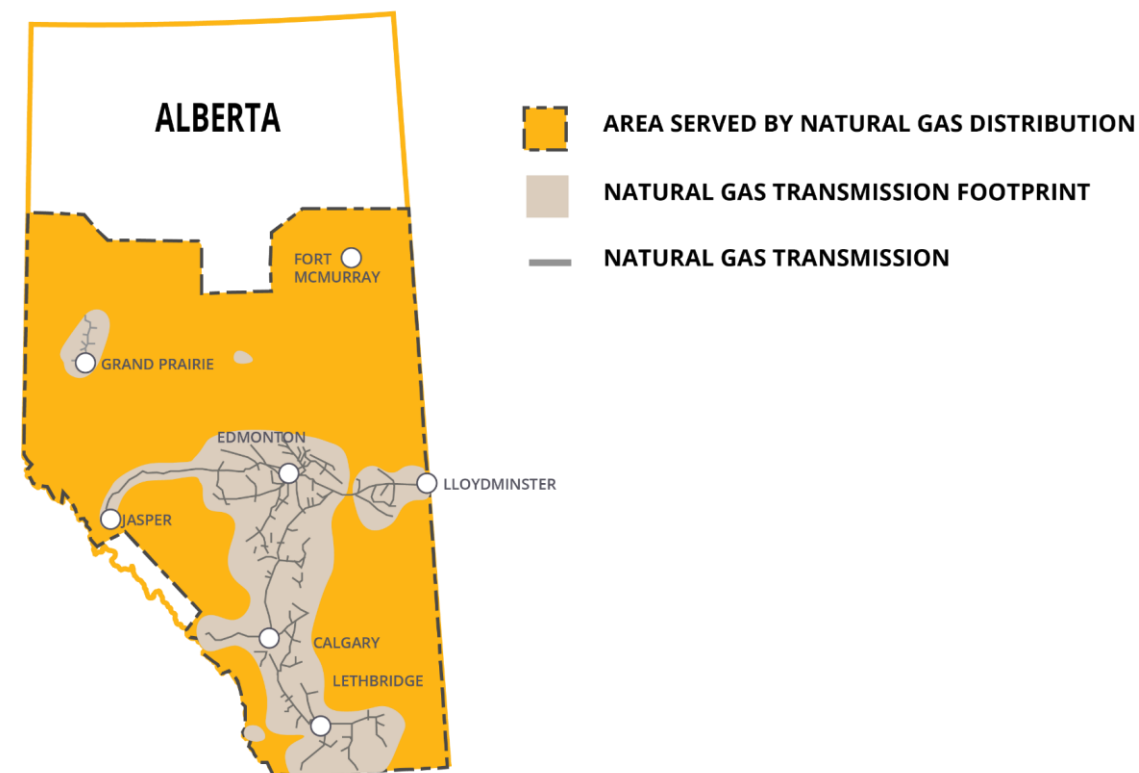 ALBERTA
AREA SERVED BY NATURAL GAS DISTRIBUTION
NATURAL GAS TRANSMISSION FOOTPRINT
NATURAL GAS TRANSMISSION
FORT
MCMURRAY
GRAND PRAIRIE
EDMONTON
LLOYDMINSTER
JASPER
CALGARY
LETHBRIDGE